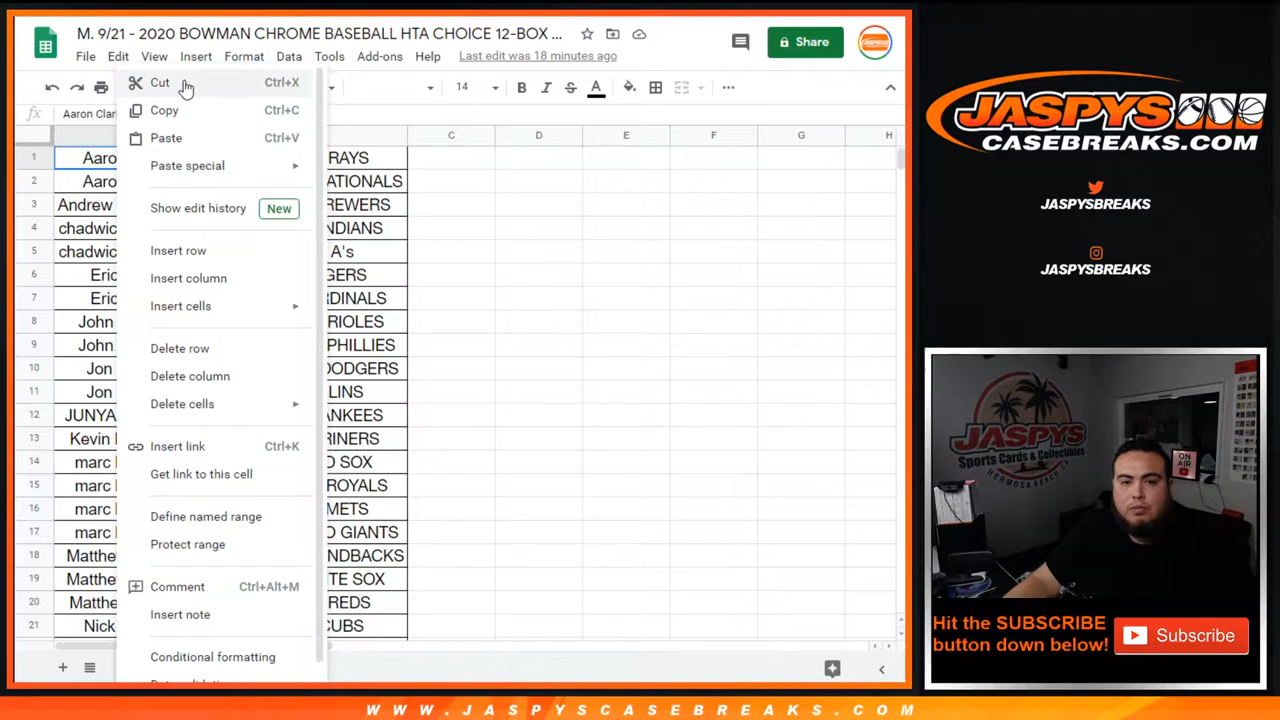 M. 9/21 - 2020 BOWMAN CHROME BASEBALL HTA CHOICE 12-BOX ...
Share
File Edit View Insert Format Data Tools Add-ons Help Last edit was 18 minutes ago
14 B I S A
fx Aaron Clar
Cut Ctrl+X
Copy Ctrl+C
Paste Ctrl+V
Paste special
Show edit history New
Insert row
Insert column
Insert cells
Delete row
Delete column
Delete cells
Insert link Ctrl+K
Get link to this cell
Define named range
Protect range
Comment Ctrl+Alt+M
Insert note
Conditional formatting
C D E F G H
1 Aaro RAYS
2 Aaro ATIONALS
3 Andrew REWERS
4 chadwic NDIANS
5 chadwic A's
6 Eric GERS
7 Eric RDINALS
8 John RIOLES
9 John PHILLIES
10 Jon DODGERS
11 Jon LINS
12 JUNYA ANKEES
13 Kevin RINERS
14 marc D SOX
15 marc ROYALS
16 marc METS
17 marc O GIANTS
18 Matthew NDBACKS
19 Matthe TE SOX
20 Matthe REDS
21 Nick CUBS
JASPYS
CASEBREAKS.COM
JASPYSBREAKS
JASPYSBREAKS
JASPYS
Sports Cards & Collectibles
HERMOSA BEACH, CA
ON AIR
Hit the SUBSCRIBE
button down below!
Subscribe
WWW.JASPYSCASEBREAKS.COM